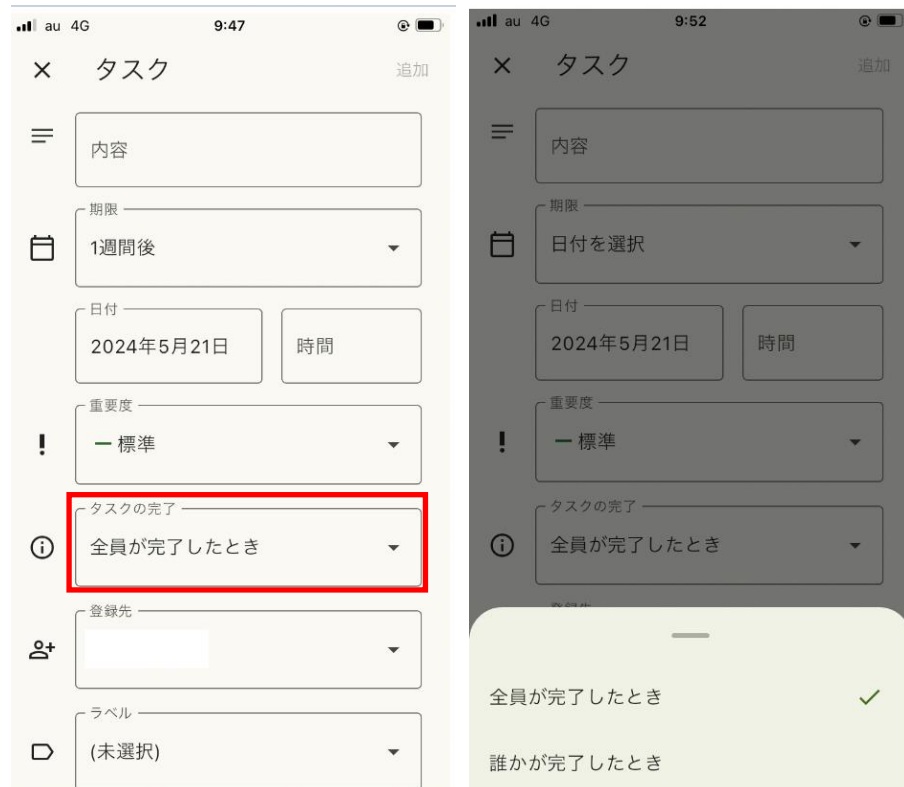 au 4G 9:47
タスク 追加
内容
期限
1週間後
日付
2024年5月21日 時間
重要度
標準
タスクの完了
全員が完了したとき
登録先
ラベル
(未選択)
au 4G 9:52
タスク 追加
内容
期限
日付を選択
日付
2024年5月21日 時間
重要度
標準
タスクの完了
全員が完了したとき
登録先
全員が完了したとき
誰かが完了したとき